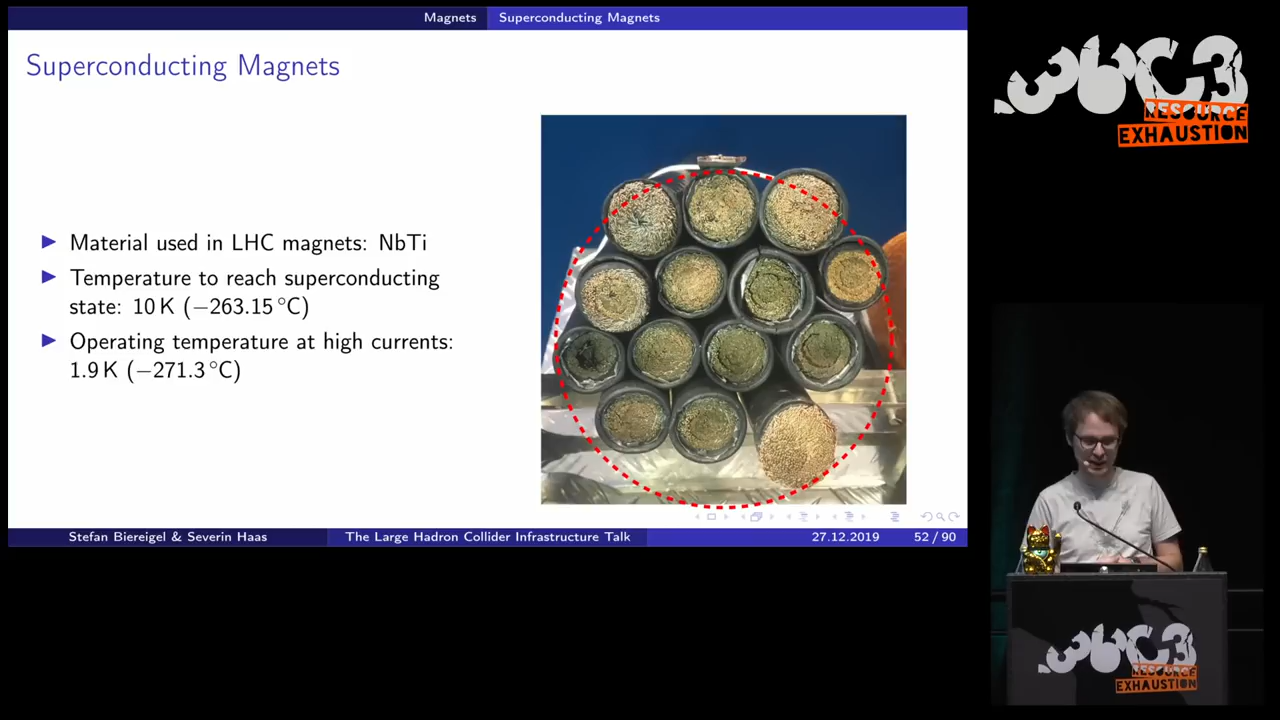 Magnets
Superconducting Magnets
Superconducting Magnets
Material used in LHC magnets: NbTi
Temperature to reach superconducting
state: 10 K (−263.15 °C)
Operating temperature at high currents:
1.9 K (−271.3 °C)
Stefan Biereigel & Severin Haas
The Large Hadron Collider Infrastructure Talk
27.12.2019
52 / 90
36C3
RESOURCE
EXHAUSTION
36C3
RESOURCE
EXHAUSTION